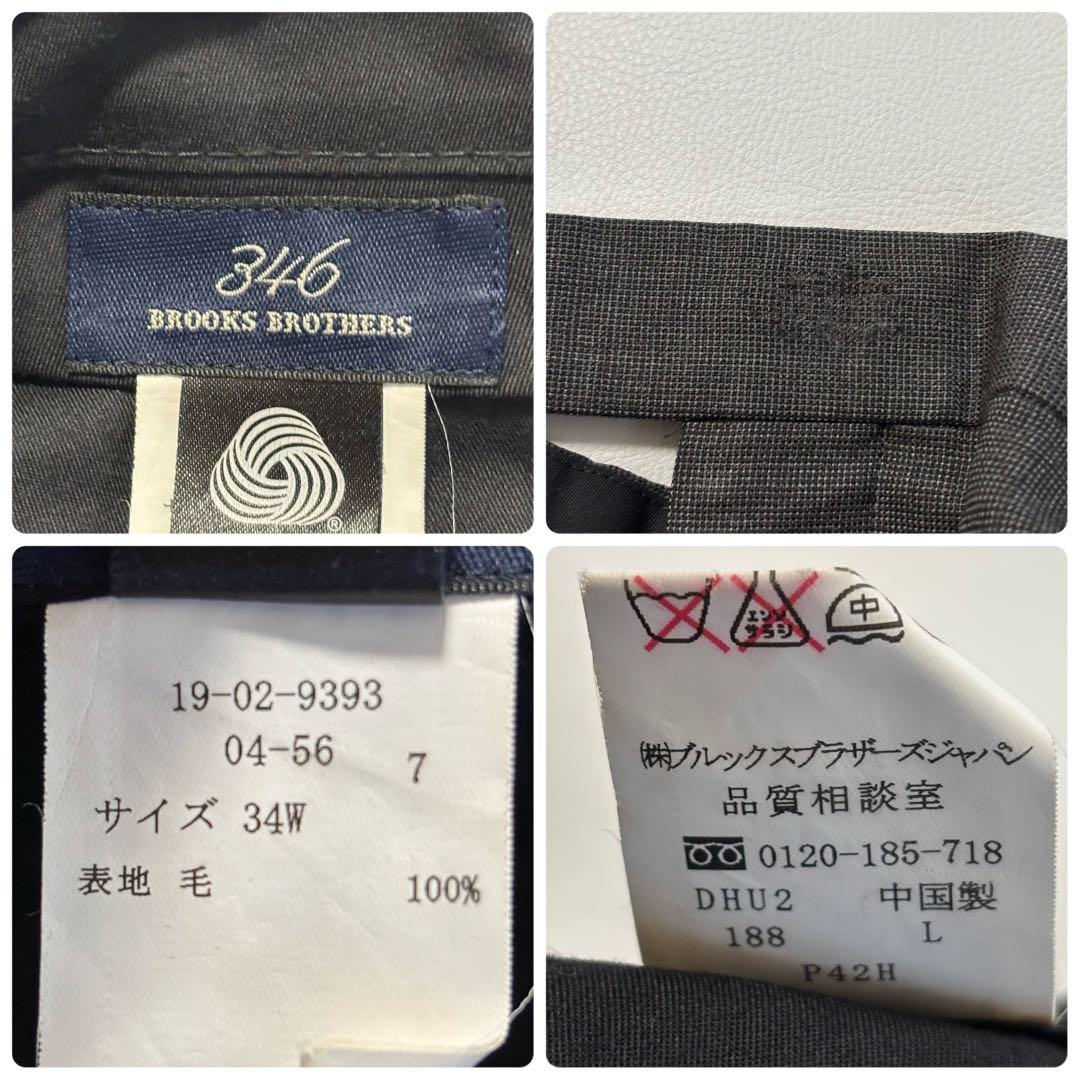 346
BROOKS BROTHERS
®
19-02-9393
04-56 7
サイズ 34W
表地 毛 100%
エンソ
サラシ
中
㈱ブルックスブラザーズジャパン
品質相談室
0120-185-718
DHU2 中国製
188 L
P42H